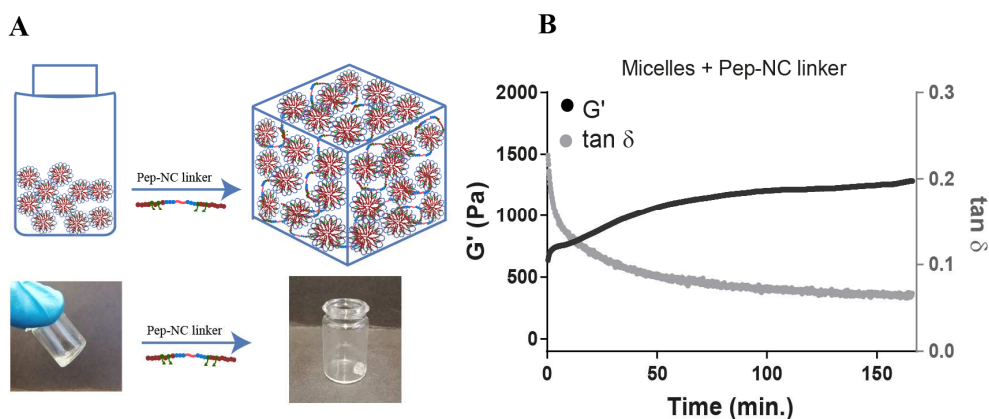 A
Pep-NC linker
Pep-NC linker
B
Micelles + Pep-NC linker
G'
tan δ
G' (Pa)
2000
1500
1000
500
0
0
50
100
150
Time (min.)
0.3
0.2
0.1
0.0
tan δ